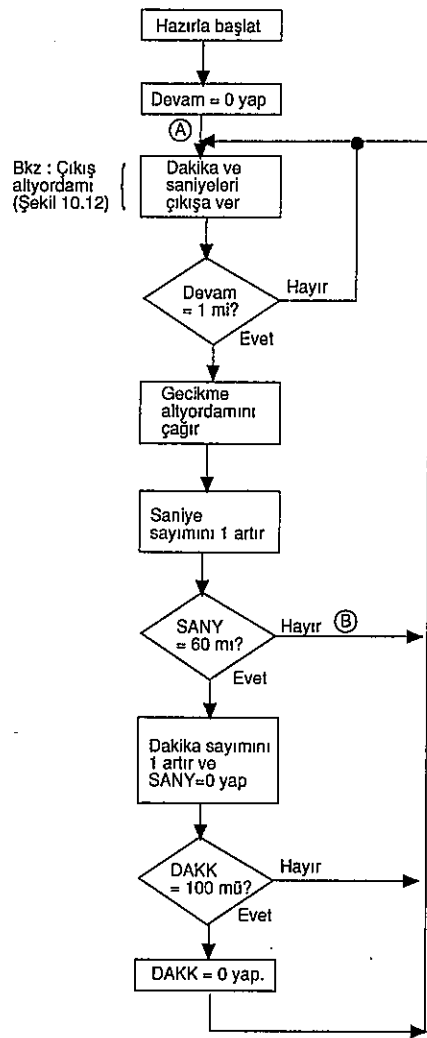 Hazırla başlat
Devam = 0 yap
A
Bkz : Çıkış
altyordamı
(Şekil 10.12)
Dakika ve
saniyeleri
çıkışa ver
Devam
= 1 mi?
Hayır
Evet
Gecikme
altyordamını
çağır
Saniye
sayımını 1 artır
SANY
= 60 mı?
Hayır B
Evet
Dakika sayımını
1 artır ve
SANY=0 yap
DAKK
= 100 mü?
Hayır
Evet
DAKK = 0 yap.